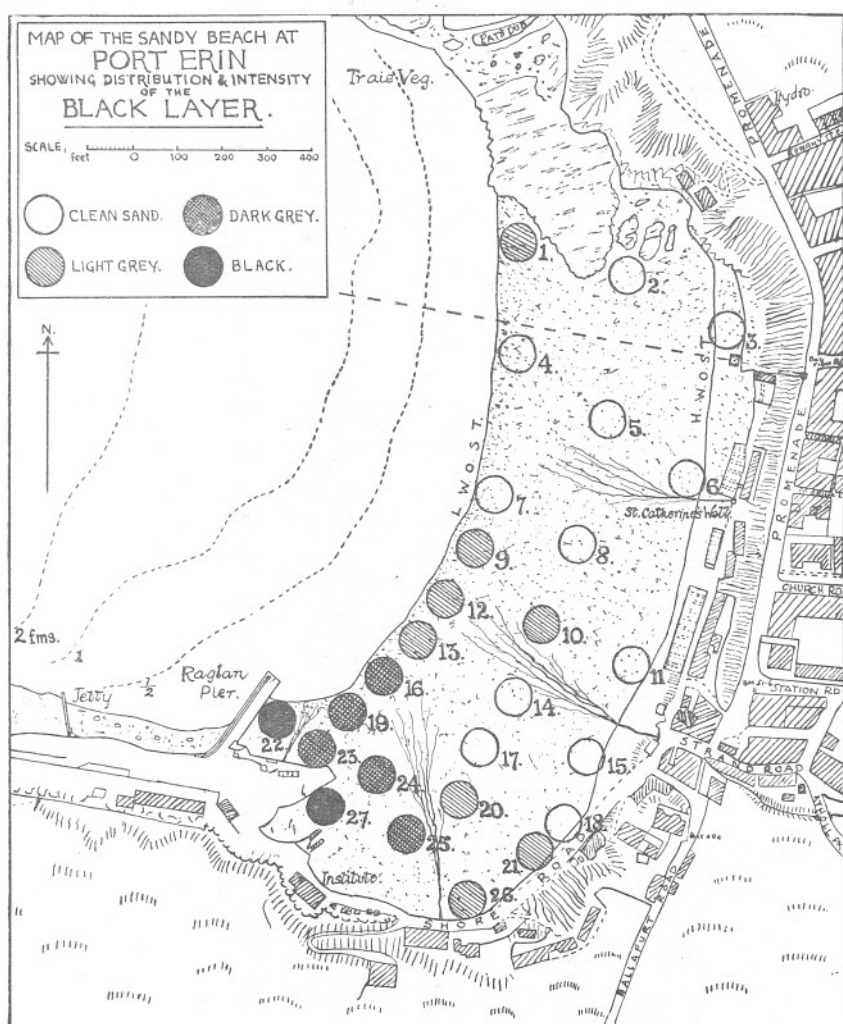 MAP OF THE SANDY BEACH AT
PORT ERIN
SHOWING DISTRIBUTION & INTENSITY
OF THE
BLACK LAYER.
SCALE,
feet 0 100 200 300 400
CLEAN SAND.
DARK GREY.
LIGHT GREY.
BLACK.
N.
Traie Veg.
PROMENADE
Hydro.
1.
2.
3.
4.
5.
6.
7.
8.
9.
10.
11.
12.
13.
14.
15.
16.
17.
18.
19.
20.
21.
22.
23.
24.
25.
26.
27.
L.W.O.S.T.
H.W.O.S.T.
St. Catherine's Well.
PROMENADE
CHURCH RD
STATION RD
STRAND ROAD
2 fms.
1
1/2
Raglan
Pier.
Jetty
Institute.
SHORE ROAD
BALLAFURT ROAD